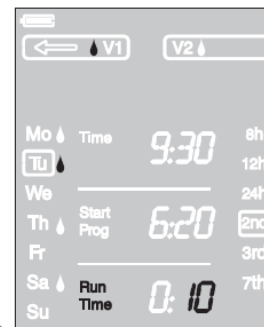 V1 V2
Mo Time 9:30 8h
Tu 12h
We 24h
Th Start Prog 6:20 2nd
Fr 3rd
Sa Run Time 0:10 7th
Su